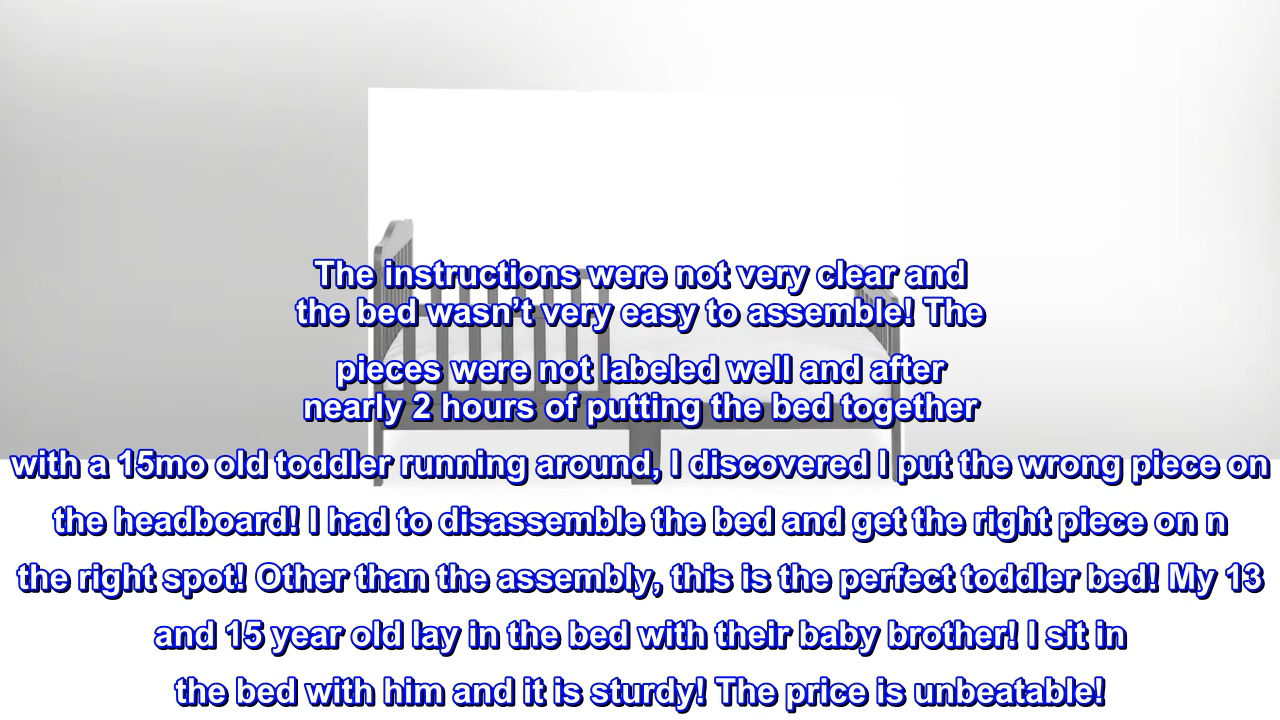 The instructions were not very clear and
the bed wasn’t very easy to assemble! The
pieces were not labeled well and after
nearly 2 hours of putting the bed together
with a 15mo old toddler running around, I discovered I put the wrong piece on
the headboard! I had to disassemble the bed and get the right piece on n
the right spot! Other than the assembly, this is the perfect toddler bed! My 13
and 15 year old lay in the bed with their baby brother! I sit in
the bed with him and it is sturdy! The price is unbeatable!